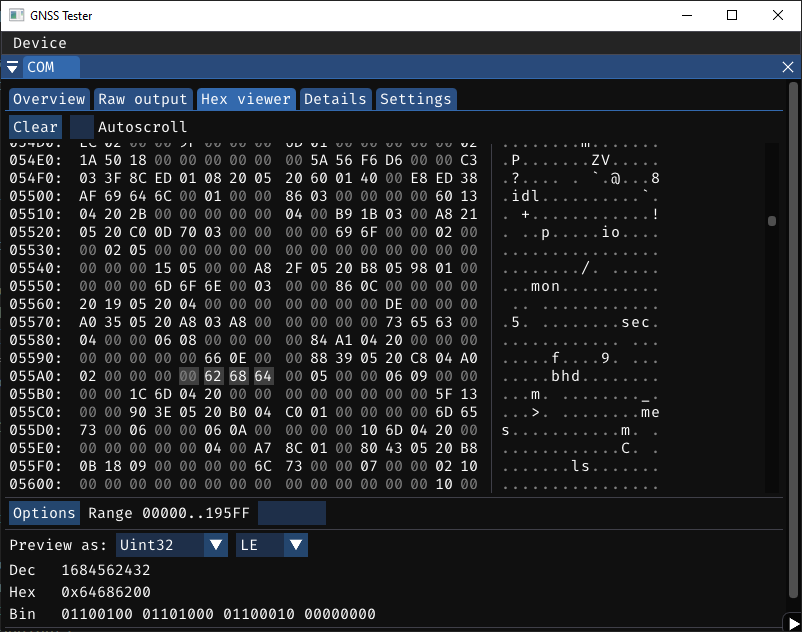 GNSS Tester
Device
COM
Overview Raw output Hex viewer Details Settings
Clear Autoscroll
054E0: 1A 50 18 00 00 00 00 00 00 5A 56 F6 D6 00 00 C3 .P.......ZV.....
054F0: 03 3F 8C ED 01 08 20 05 20 60 01 40 00 E8 ED 38 .?.... . `.@...8
05500: AF 69 64 6C 00 01 00 00 86 03 00 00 00 00 60 13 .idl..........`.
05510: 04 20 2B 00 00 00 00 00 04 00 B9 1B 03 00 A8 21 . +............!
05520: 05 20 C0 0D 70 03 00 00 00 00 69 6F 00 00 02 00 . ..p.....io....
05530: 00 02 05 00 00 00 00 00 00 00 00 00 00 00 00 00 ................
05540: 00 00 00 15 05 00 00 A8 2F 05 20 B8 05 98 01 00 ......../. .....
05550: 00 00 00 6D 6F 6E 00 03 00 00 86 0C 00 00 00 00 ...mon..........
05560: 20 19 05 20 04 00 00 00 00 00 00 00 DE 00 00 00 .. ............
05570: A0 35 05 20 A8 03 A8 00 00 00 00 00 73 65 63 00 .5. ........sec.
05580: 04 00 00 06 08 00 00 00 00 84 A1 04 20 00 00 00 ............ ...
05590: 00 00 00 00 00 66 0E 00 00 88 39 05 20 C8 04 A0 .....f....9. ...
055A0: 02 00 00 00 00 62 68 64 00 05 00 00 06 09 00 00 .....bhd........
055B0: 00 00 1C 6D 04 20 00 00 00 00 00 00 00 00 5F 13 ...m. ........_.
055C0: 00 00 90 3E 05 20 B0 04 C0 01 00 00 00 00 6D 65 ...>. ........me
055D0: 73 00 06 00 00 06 0A 00 00 00 00 10 6D 04 20 00 s...........m. .
055E0: 00 00 00 00 00 04 00 A7 8C 01 00 80 43 05 20 B8 ............C. .
055F0: 0B 18 09 00 00 00 00 6C 73 00 00 07 00 00 02 10 .......ls.......
05600: 00 00 00 00 00 00 00 00 00 00 00 00 00 00 10 00 ................
Options Range 00000..195FF
Preview as: Uint32 LE
Dec 1684562432
Hex 0x64686200
Bin 01100100 01101000 01100010 00000000